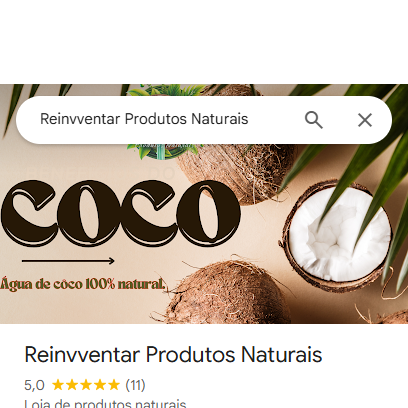 Reinvventar Produtos Naturais
COCO
Água de côco 100% natural.
Reinvventar Produtos Naturais
5,0 (11)
Loja de produtos naturais